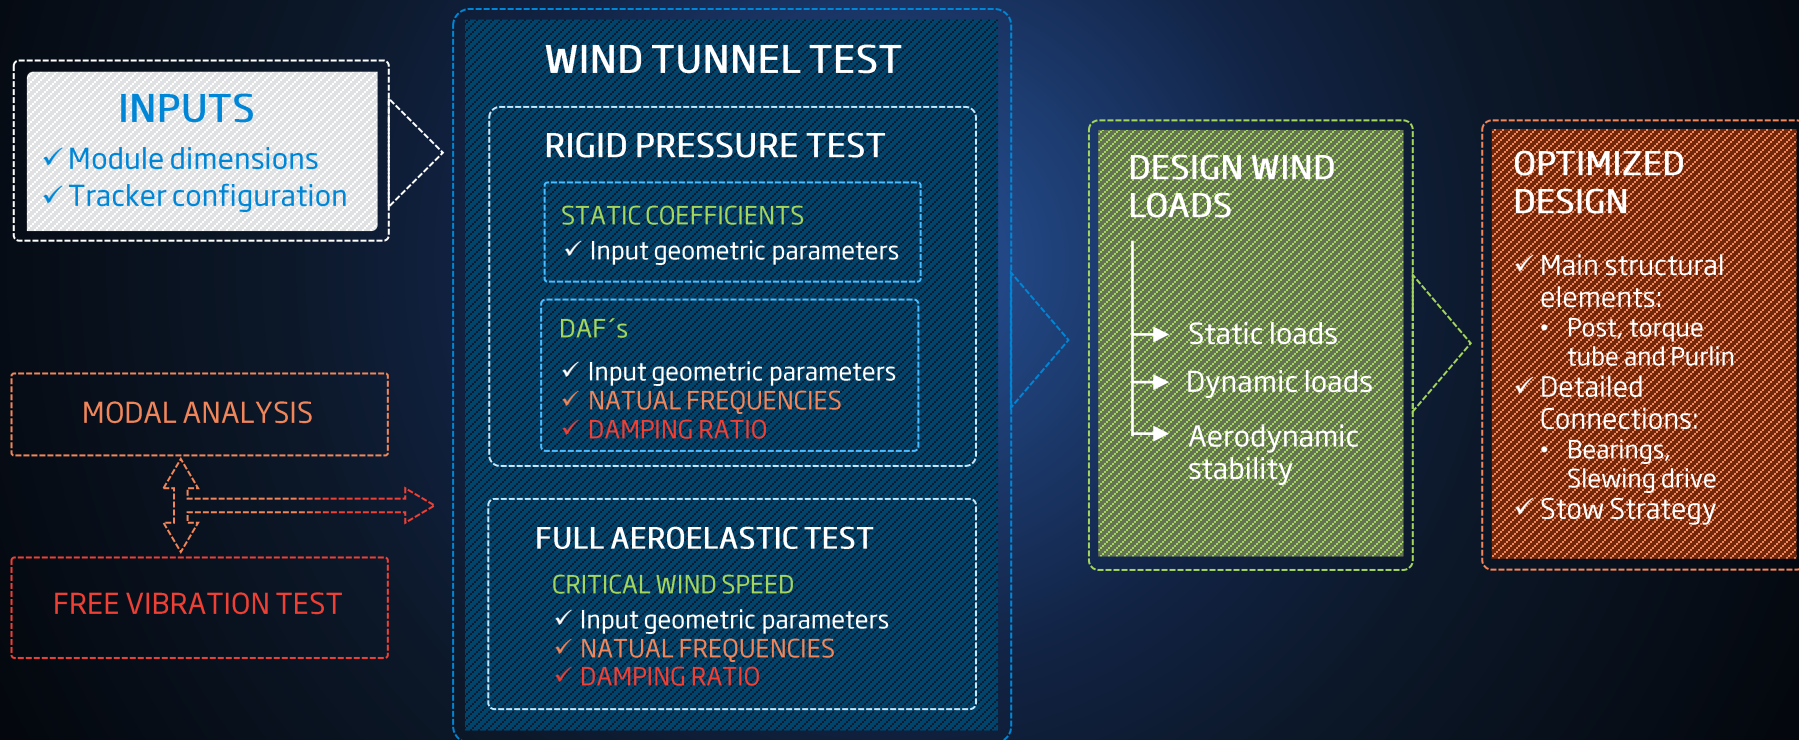 INPUTS
✓ Module dimensions
✓ Tracker configuration
MODAL ANALYSIS
FREE VIBRATION TEST
WIND TUNNEL TEST
RIGID PRESSURE TEST
STATIC COEFFICIENTS
✓ Input geometric parameters
DAF´s
✓ Input geometric parameters
✓ NATUAL FREQUENCIES
✓ DAMPING RATIO
FULL AEROELASTIC TEST
CRITICAL WIND SPEED
✓ Input geometric parameters
✓ NATUAL FREQUENCIES
✓ DAMPING RATIO
DESIGN WIND
LOADS
Static loads
Dynamic loads
Aerodynamic
stability
OPTIMIZED
DESIGN
✓ Main structural
elements:
• Post, torque
tube and Purlin
✓ Detailed
Connections:
• Bearings,
Slewing drive
✓ Stow Strategy